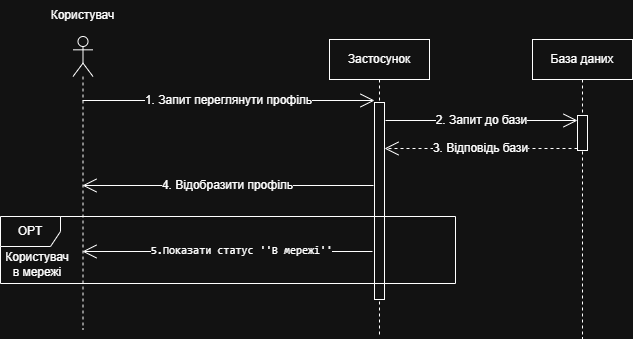 Користувач
Застосунок
База даних
1. Запит переглянути профіль
2. Запит до бази
3. Відповідь бази
4. Відобразити профіль
OPT
Користувач
в мережі
5.Показати статус ''В мережі''